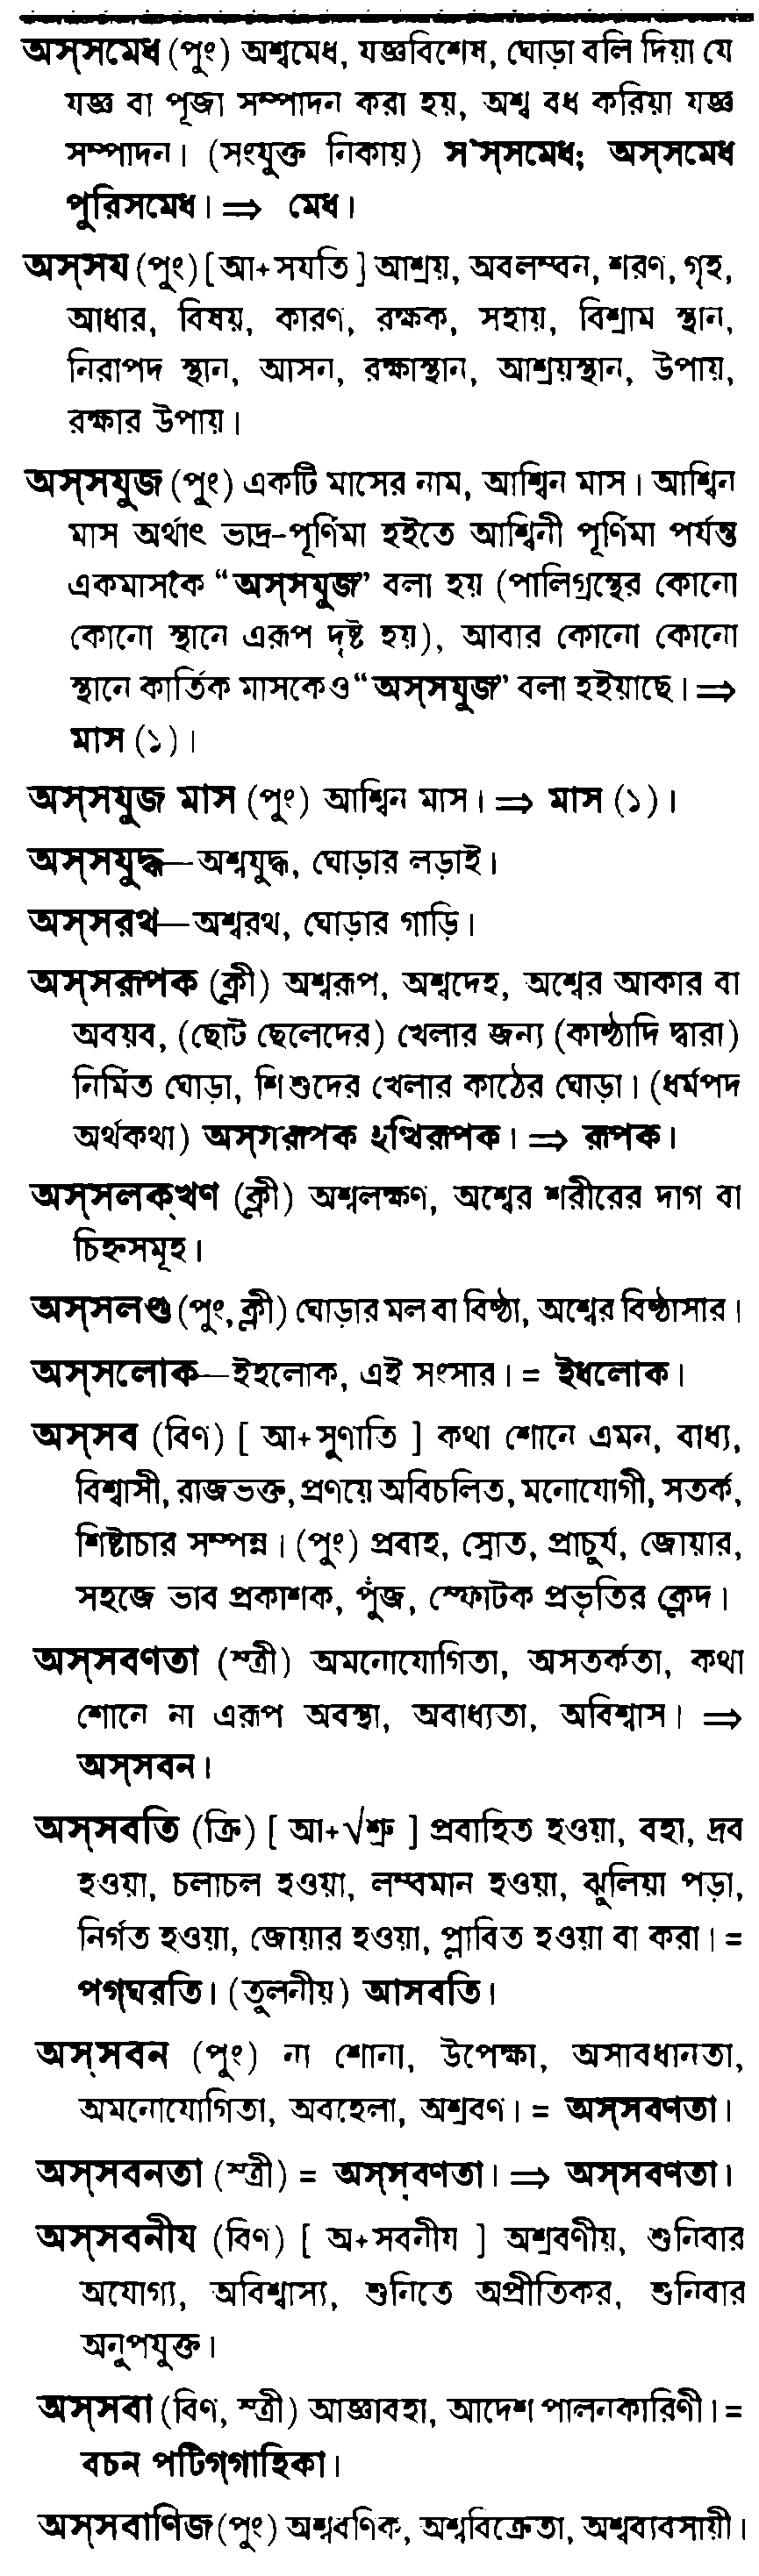 অস্সমেধ (পুং) অশ্বমেধ, যজ্ঞবিশেষ, ঘোড়া বলি দিয়া যে
যজ্ঞ বা পূজা সম্পাদন করা হয়, অশ্ব বধ করিয়া যজ্ঞ
সম্পাদন। (সংযুক্ত নিকায়) স'স্সমেধ; অস্সমেধ
পুরিসমেধ। ⇒ মেধ।
অস্সয (পুং) [ আ+সযতি ] আশ্রয়, অবলম্বন, শরণ, গৃহ,
আধার, বিষয়, কারণ, রক্ষক, সহায়, বিশ্রাম স্থান,
নিরাপদ স্থান, আসন, রক্ষাস্থান, আশ্রয়স্থান, উপায়,
রক্ষার উপায়।
অস্সযুজ (পুং) একটি মাসের নাম, আশ্বিন মাস। আশ্বিন
মাস অর্থাৎ ভাদ্র-পূর্ণিমা হইতে আশ্বিনী পূর্ণিমা পর্যন্ত
একমাসকৈ “অস্সযুজ” বলা হয় (পালিগ্রন্থের কোনো
কোনো স্থানে এরূপ দৃষ্ট হয়), আবার কোনো কোনো
স্থানে কার্তিক মাসকেও “অস্সযুজ” বলা হইয়াছে। ⇒
মাস (১)।
অস্সযুজ মাস (পুং) আশ্বিন মাস। ⇒ মাস (১)।
অস্সযুদ্ধ—অশ্বযুদ্ধ, ঘোড়ার লড়াই।
অস্সরথ—অশ্বরথ, ঘোড়ার গাড়ি।
অস্সরূপক (ক্লী) অশ্বরূপ, অশ্বদেহ, অশ্বের আকার বা
অবয়ব, (ছোট ছেলেদের) খেলার জন্য (কাষ্ঠাদি দ্বারা)
নির্মিত ঘোড়া, শিশুদের খেলার কাঠের ঘোড়া। (ধর্মপদ
অর্থকথা) অস্সরূপক হত্থিরূপক। ⇒ রূপক।
অস্সলক্খণ (ক্লী) অশ্বলক্ষণ, অশ্বের শরীরের দাগ বা
চিহ্নসমূহ।
অস্সলণ্ড (পুং, ক্লী) ঘোড়ার মল বা বিষ্ঠা, অশ্বের বিষ্ঠাসার।
অস্সলোক—ইহলোক, এই সংসার। = ইধলোক।
অস্সব (বিণ) [ আ+সুণাতি ] কথা শোনে এমন, বাধ্য,
বিশ্বাসী, রাজভক্ত, প্রণয়ে অবিচলিত, মনোযোগী, সতর্ক,
শিষ্টাচার সম্পন্ন। (পুং) প্রবাহ, স্রোত, প্রাচুর্য, জোয়ার,
সহজে ভাব প্রকাশক, পুঁজ, স্ফোটক প্রভৃতির ক্লেদ।
অস্সবণতা (স্ত্রী) অমনোযোগিতা, অসতর্কতা, কথা
শোনে না এরূপ অবস্থা, অবাধ্যতা, অবিশ্বাস। ⇒
অস্সবন।
অস্সবতি (ক্রি) [ আ+√শ্রু ] প্রবাহিত হওয়া, বহা, দ্রব
হওয়া, চলাচল হওয়া, লম্বমান হওয়া, ঝুলিয়া পড়া,
নির্গত হওয়া, জোয়ার হওয়া, প্লাবিত হওয়া বা করা। =
পগ্ঘরতি। (তুলনীয়) আসবতি।
অস্সবন (পুং) না শোনা, উপেক্ষা, অসাবধানতা,
অমনোযোগিতা, অবহেলা, অশ্রবণ। = অস্সবণতা।
অস্সবনতা (স্ত্রী) = অস্সবণতা। ⇒ অস্সবণতা।
অস্সবনীয (বিণ) [ অ+সবনীয ] অশ্রবণীয়, শুনিবার
অযোগ্য, অবিশ্বাস্য, শুনিতে অপ্রীতিকর, শুনিবার
অনুপযুক্ত।
অস্সবা (বিণ, স্ত্রী) আজ্ঞাবহা, আদেশ পালনকারিণী। =
বচন পটিগ্গাহিকা।
অস্সবাণিজ (পুং) অশ্ববণিক, অশ্ববিক্রেতা, অশ্বব্যবসায়ী।